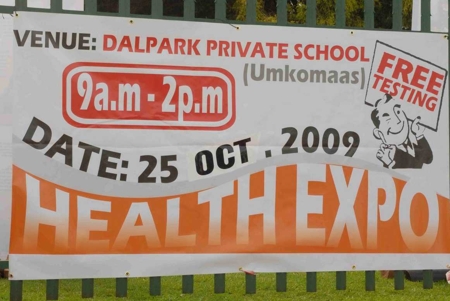 VENUE: DALPARK PRIVATE SCHOOL
(Umkomaas)
9a.m - 2p.m
FREE
TESTING
DATE: 25 OCT . 2009
HEALTH EXPO